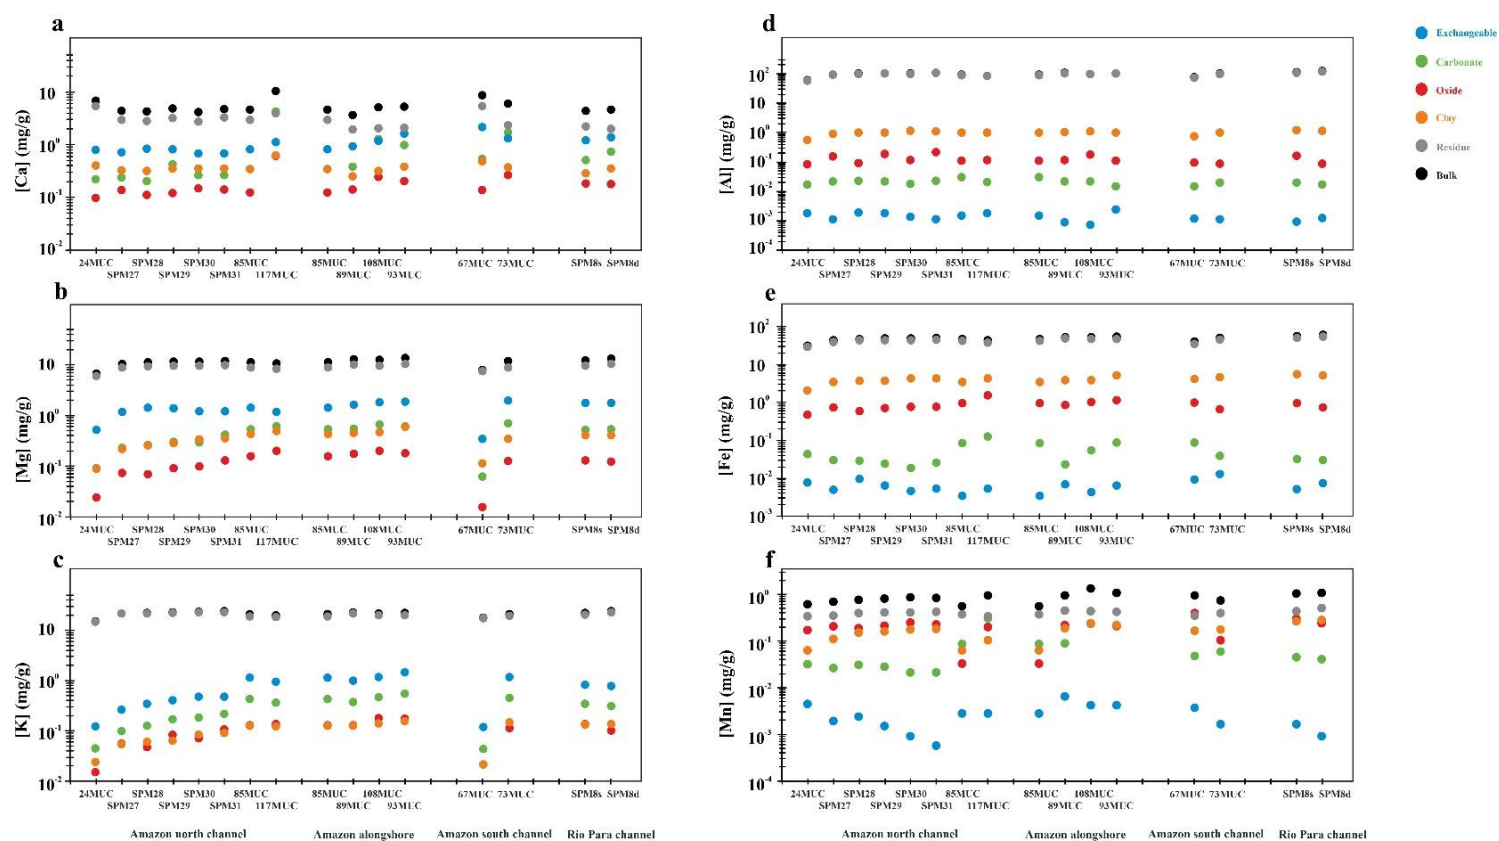 a
[Ca] (mg/g)
10
10⁰
10⁻¹
10⁻²
24MUC SPM28 SPM30 85MUC 85MUC 108MUC 67MUC 73MUC SPM8s SPM8d
SPM27 SPM29 SPM31 117MUC 89MUC 93MUC
b
[Mg] (mg/g)
10
10⁰
10⁻¹
10⁻²
24MUC SPM28 SPM30 85MUC 85MUC 108MUC 67MUC 73MUC SPM8s SPM8d
SPM27 SPM29 SPM31 117MUC 89MUC 93MUC
c
[K] (mg/g)
10
10⁰
10⁻¹
10⁻²
24MUC SPM28 SPM30 85MUC 85MUC 108MUC 67MUC 73MUC SPM8s SPM8d
SPM27 SPM29 SPM31 117MUC 89MUC 93MUC
Amazon north channel Amazon alongshore Amazon south channel Rio Para channel
d
[Al] (mg/g)
10²
10¹
10⁰
10⁻¹
10⁻²
10⁻³
10⁻⁴
24MUC SPM28 SPM30 85MUC 85MUC 108MUC 67MUC 73MUC SPM8s SPM8d
SPM27 SPM29 SPM31 117MUC 89MUC 93MUC
e
[Fe] (mg/g)
10²
10¹
10⁰
10⁻¹
10⁻²
10⁻³
24MUC SPM28 SPM30 85MUC 85MUC 108MUC 67MUC 73MUC SPM8s SPM8d
SPM27 SPM29 SPM31 117MUC 89MUC 93MUC
f
[Mn] (mg/g)
10⁰
10⁻¹
10⁻²
10⁻³
10⁻⁴
24MUC SPM28 SPM30 85MUC 85MUC 108MUC 67MUC 73MUC SPM8s SPM8d
SPM27 SPM29 SPM31 117MUC 89MUC 93MUC
Amazon north channel Amazon alongshore Amazon south channel Rio Para channel
Exchangeable
Carbonate
Oxide
Clay
Residue
Bulk